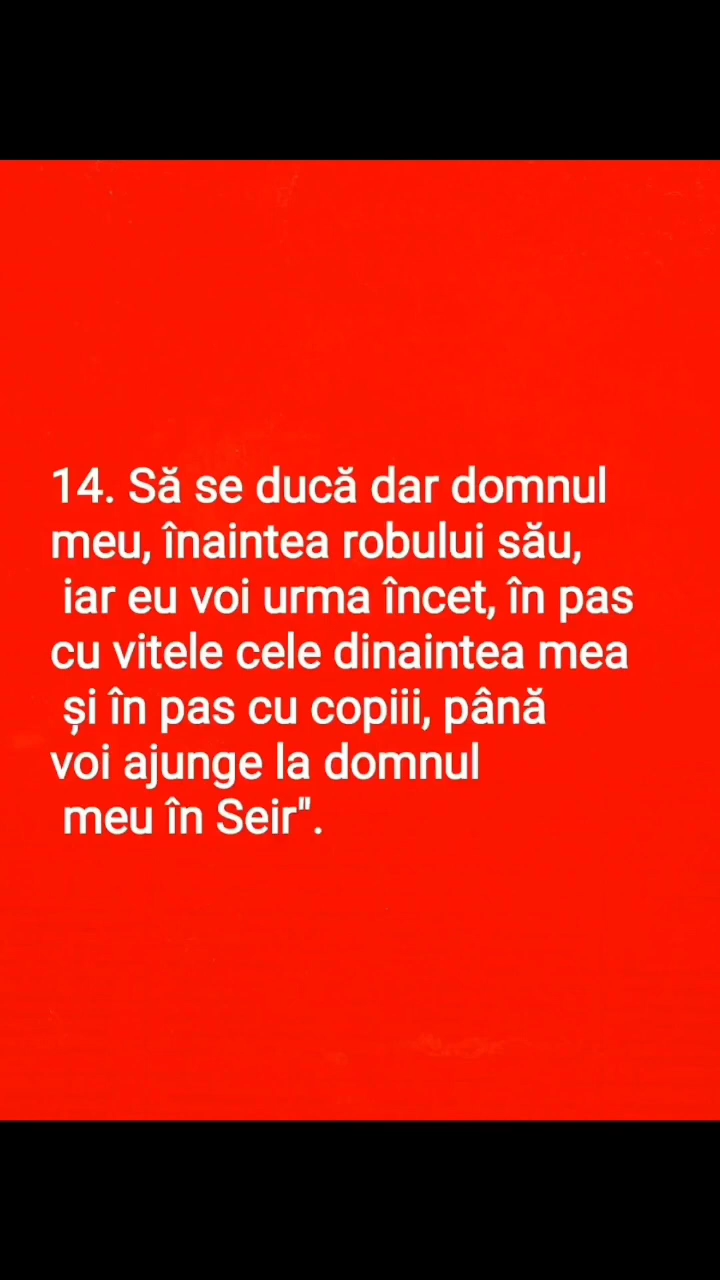 14. Să se ducă dar domnul
meu, înaintea robului său,
iar eu voi urma încet, în pas
cu vitele cele dinaintea mea
și în pas cu copiii, până
voi ajunge la domnul
meu în Seir".